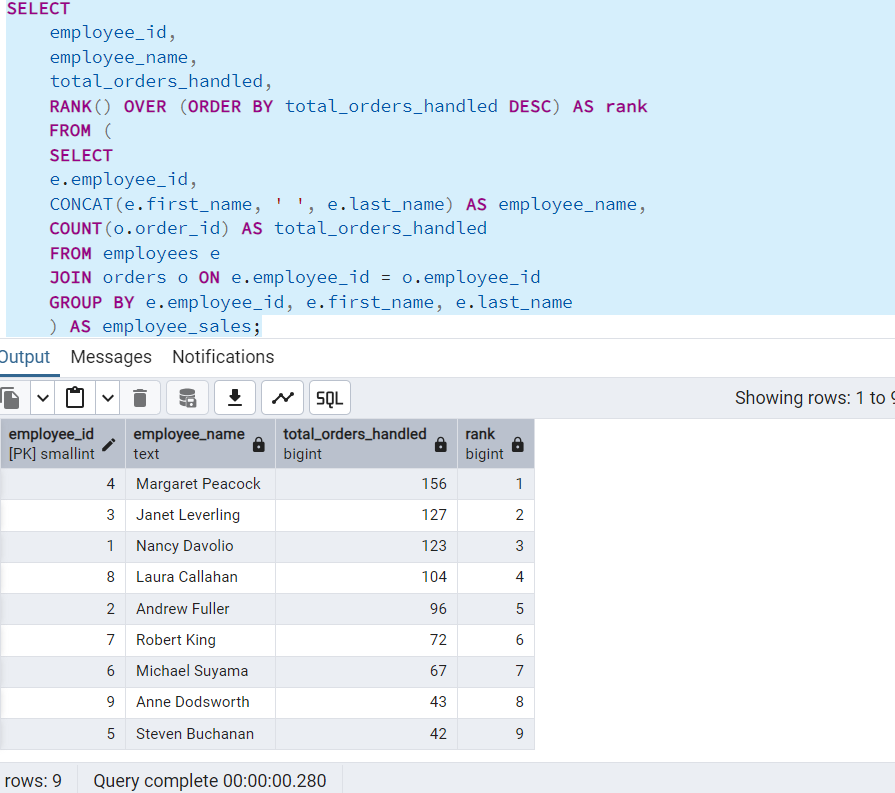 SELECT
employee_id,
employee_name,
total_orders_handled,
RANK() OVER (ORDER BY total_orders_handled DESC) AS rank
FROM (
SELECT
e.employee_id,
CONCAT(e.first_name, ' ', e.last_name) AS employee_name,
COUNT(o.order_id) AS total_orders_handled
FROM employees e
JOIN orders o ON e.employee_id = o.employee_id
GROUP BY e.employee_id, e.first_name, e.last_name
) AS employee_sales;
Output Messages Notifications
SQL Showing rows: 1 to 9
employee_id employee_name total_orders_handled rank
[PK] smallint text bigint bigint
4 Margaret Peacock 156 1
3 Janet Leverling 127 2
1 Nancy Davolio 123 3
8 Laura Callahan 104 4
2 Andrew Fuller 96 5
7 Robert King 72 6
6 Michael Suyama 67 7
9 Anne Dodsworth 43 8
5 Steven Buchanan 42 9
rows: 9 Query complete 00:00:00.280